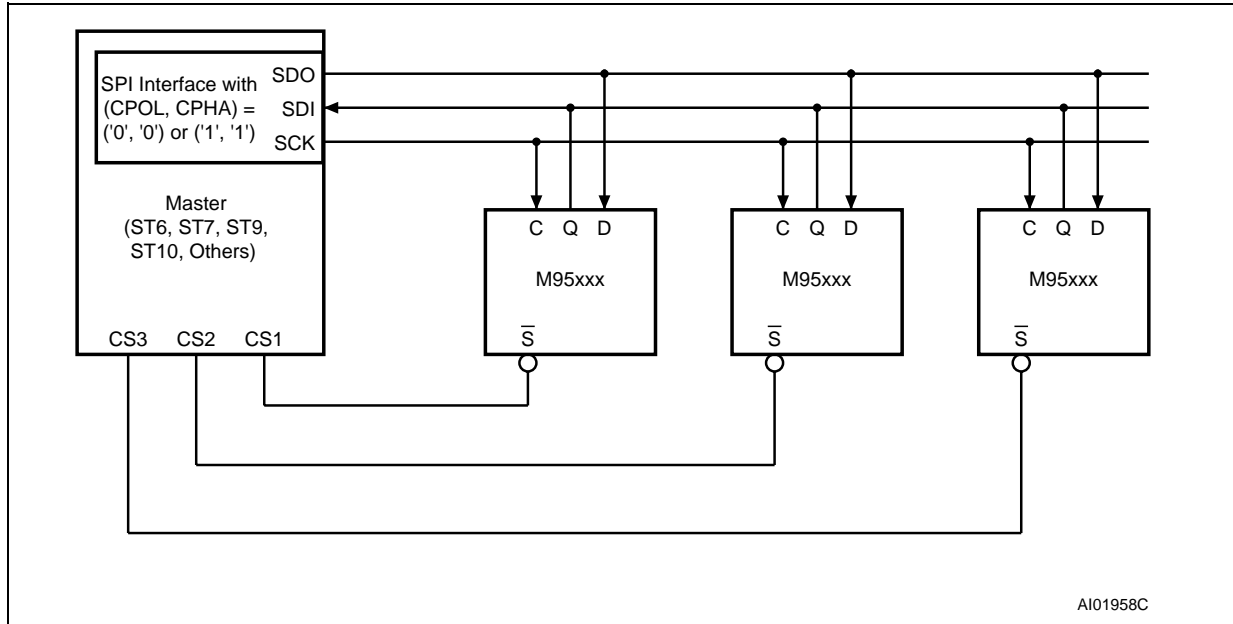 SPI Interface with
(CPOL, CPHA) =
('0', '0') or ('1', '1')
SDO
SDI
SCK
Master
(ST6, ST7, ST9,
ST10, Others)
CS3 CS2 CS1
C Q D
M95xxx
S̅
C Q D
M95xxx
S̅
C Q D
M95xxx
S̅
AI01958C